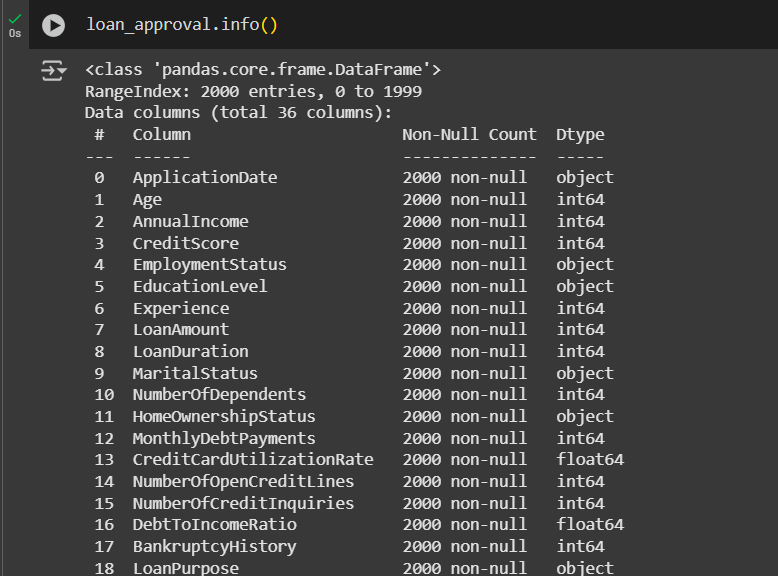 loan_approval.info()
0s
<class 'pandas.core.frame.DataFrame'>
RangeIndex: 2000 entries, 0 to 1999
Data columns (total 36 columns):
 #   Column                      Non-Null Count  Dtype
---  ------                      --------------  -----
 0   ApplicationDate             2000 non-null   object
 1   Age                         2000 non-null   int64
 2   AnnualIncome                2000 non-null   int64
 3   CreditScore                 2000 non-null   int64
 4   EmploymentStatus            2000 non-null   object
 5   EducationLevel              2000 non-null   object
 6   Experience                  2000 non-null   int64
 7   LoanAmount                  2000 non-null   int64
 8   LoanDuration                2000 non-null   int64
 9   MaritalStatus               2000 non-null   object
 10  NumberOfDependents          2000 non-null   int64
 11  HomeOwnershipStatus         2000 non-null   object
 12  MonthlyDebtPayments         2000 non-null   int64
 13  CreditCardUtilizationRate   2000 non-null   float64
 14  NumberOfOpenCreditLines     2000 non-null   int64
 15  NumberOfCreditInquiries     2000 non-null   int64
 16  DebtToIncomeRatio           2000 non-null   float64
 17  BankruptcyHistory           2000 non-null   int64
 18  LoanPurpose                 2000 non-null   object